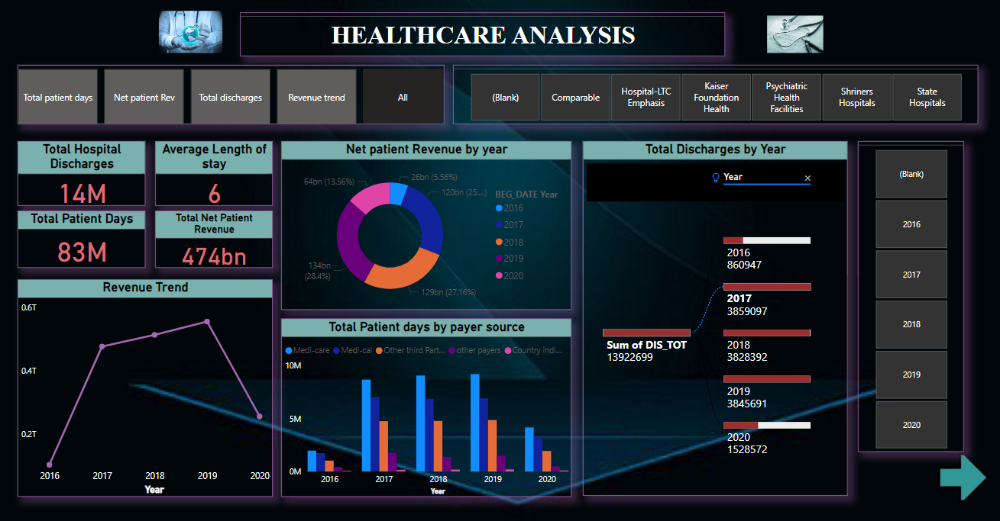 HEALTHCARE ANALYSIS
Total patient days
Net patient Rev
Total discharges
Revenue trend
All
(Blank)
Comparable
Hospital-LTC
Emphasis
Kaiser
Foundation
Health
Psychiatric
Health
Facilities
Shriners
Hospitals
State
Hospitals
Total Hospital
Discharges
14M
Average Length of
stay
6
Total Patient Days
83M
Total Net Patient
Revenue
474bn
Revenue Trend
0.6T
0.4T
0.2T
2016
2017
2018
2019
2020
Year
Net patient Revenue by year
26bn (5.56%)
120bn (25....)
129bn (27.16%)
134bn
(28.4%)
64bn (13.56%)
BEG_DATE Year
2016
2017
2018
2019
2020
Total Patient days by payer source
Medi-care
Medi-cal
Other third Part...
other payers
Country indi...
10M
5M
0M
2016
2017
2018
2019
2020
Year
Total Discharges by Year
Year
Sum of DIS_TOT
13922699
2016
860947
2017
3859097
2018
3828392
2019
3845691
2020
1528572
(Blank)
2016
2017
2018
2019
2020